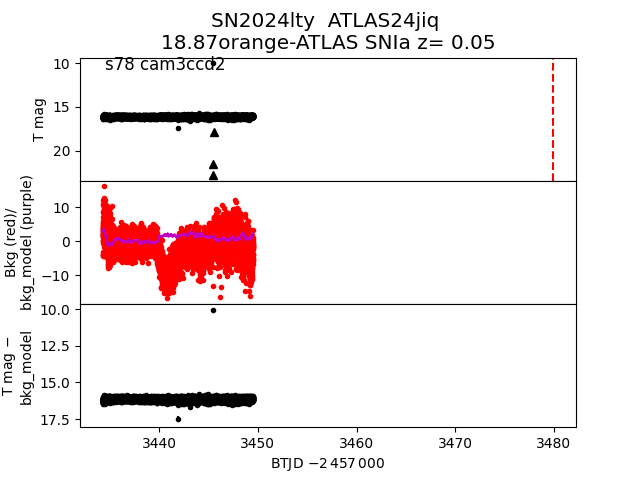 SN2024lty  ATLAS24jiq
18.87orange-ATLAS SNIa z= 0.05
s78 cam3ccd2
T mag
10
15
20
Bkg (red)/
bkg_model (purple)
10
0
−10
T mag −
bkg_model
10.0
12.5
15.0
17.5
3440 3450 3460 3470 3480
BTJD −2 457 000